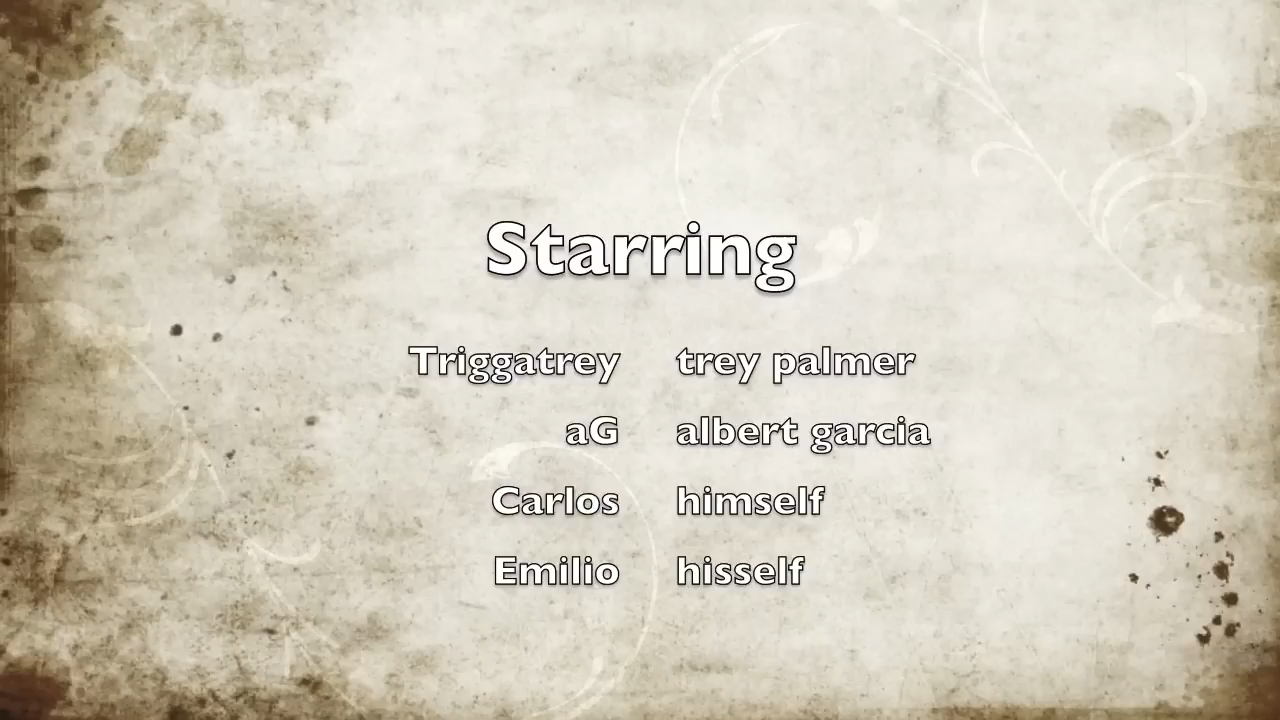 Starring
Triggatrey trey palmer
aG albert garcia
Carlos himself
Emilio hisself